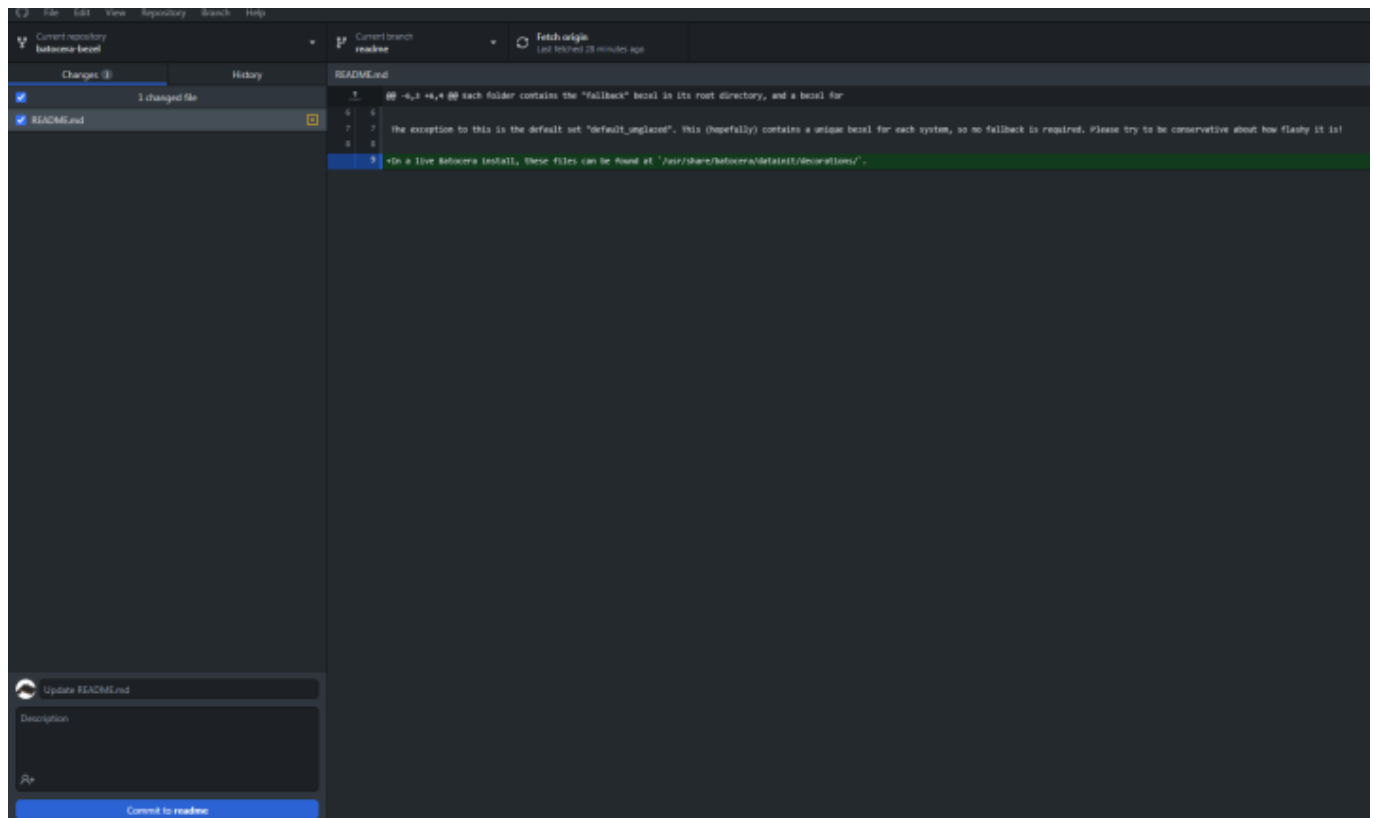 File Edit View Repository Branch Help
Current repository
batocera-bezel
Current branch
readme
Fetch origin
Last fetched 28 minutes ago
Changes 1
History
README.md
1 changed file
@@ -6,3 +6,4 @@ Each folder contains the "fallback" bezel in its root directory, and a bezel for
README.md
6 6
7 7 The exception to this is the default set "default_unglazed". This (hopefully) contains a unique bezel for each system, so no fallback is required. Please try to be conservative about how flashy it is!
8 8
9 +In a live Batocera install, these files can be found at `/usr/share/batocera/datainit/decorations/`.
Update README.md
Description
Commit to readme